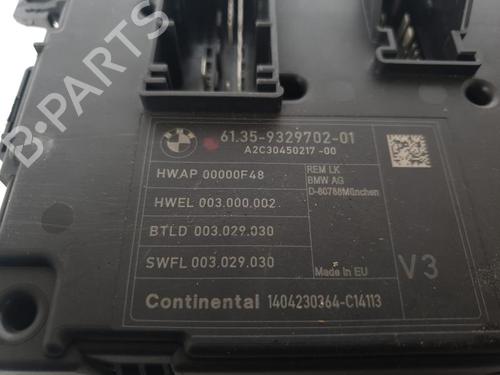 BMW
61.35-9329702-01
A2C30450217-00
HWAP 00000F48
REM LK
BMW AG
D-80788München
HWEL 003.000.002
BTLD 003.029.030
SWFL 003.029.030
Made in EU
V3
Continental 1404230364-C14113
B-Parts